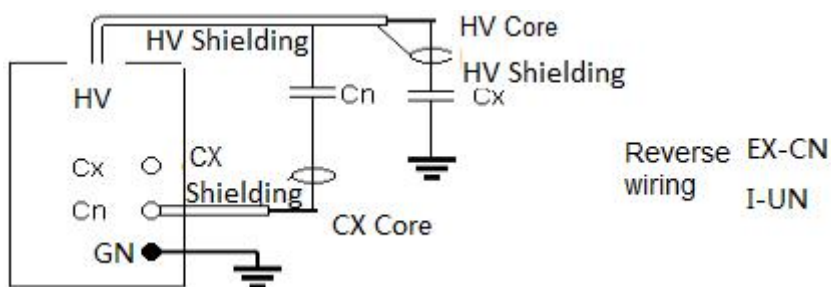 HV Shielding
HV Core
HV Shielding
HV
Cn
Cx
Cx
CX
Shielding
Cn
CX Core
GN
Reverse wiring
EX-CN
I-UN